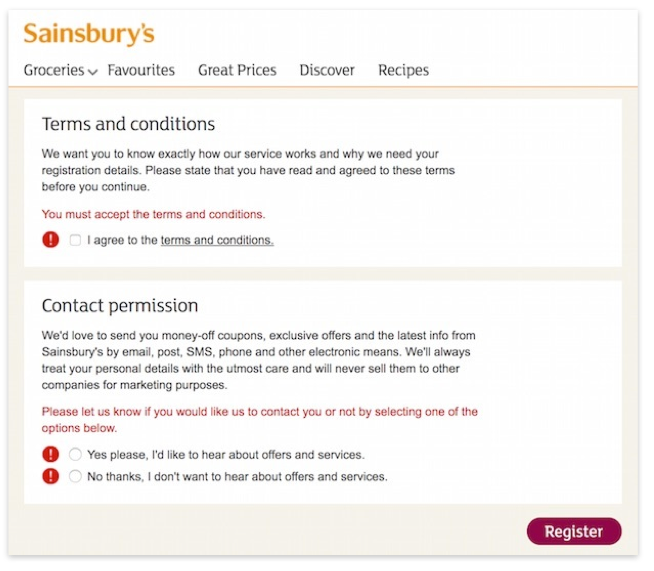 Sainsbury's
Groceries Favourites Great Prices Discover Recipes
Terms and conditions
We want you to know exactly how our service works and why we need your
registration details. Please state that you have read and agreed to these terms
before you continue.
You must accept the terms and conditions.
I agree to the terms and conditions.
Contact permission
We'd love to send you money-off coupons, exclusive offers and the latest info from
Sainsbury's by email, post, SMS, phone and other electronic means. We'll always
treat your personal details with the utmost care and will never sell them to other
companies for marketing purposes.
Please let us know if you would like us to contact you or not by selecting one of the
options below.
Yes please, I'd like to hear about offers and services.
No thanks, I don't want to hear about offers and services.
Register